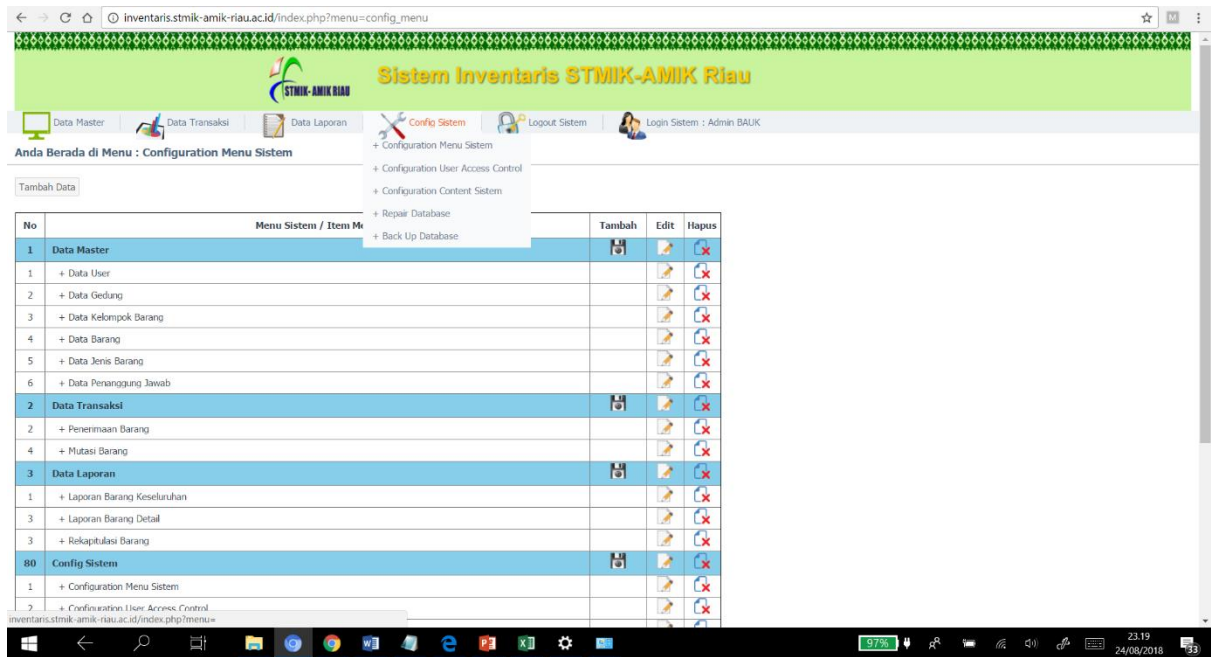 inventaris.stmik-amik-riau.ac.id/index.php?menu=config_menu
STMIK-AMIK RIAU
Sistem Inventaris STMIK-AMIK Riau
Data Master Data Transaksi Data Laporan Config Sistem Logout Sistem Login Sistem : Admin BAUK
+ Configuration Menu Sistem
+ Configuration User Access Control
+ Configuration Content Sistem
+ Repair Database
+ Back Up Database
Anda Berada di Menu : Configuration Menu Sistem
Tambah Data
No Menu Sistem / Item Tambah Edit Hapus
1 Data Master
1 + Data User
2 + Data Gedung
3 + Data Kelompok Barang
4 + Data Barang
5 + Data Jenis Barang
6 + Data Penanggung Jawab
2 Data Transaksi
2 + Penerimaan Barang
4 + Mutasi Barang
3 Data Laporan
1 + Laporan Barang Keseluruhan
3 + Laporan Barang Detail
3 + Rekapitulasi Barang
80 Config Sistem
1 + Configuration Menu Sistem
2 + Configuration User Access Control
inventaris.stmik-amik-riau.ac.id/index.php?menu=
97% 23.19
24/08/2018
33